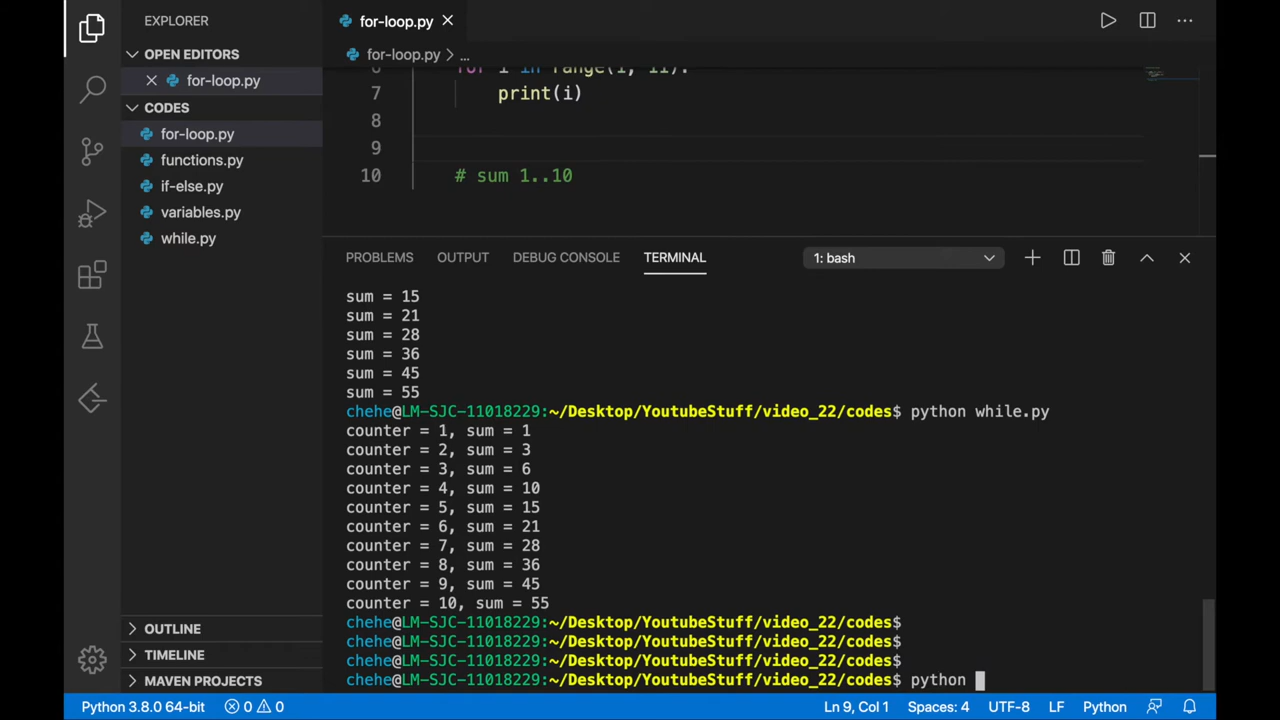 EXPLORER
OPEN EDITORS
for-loop.py
CODES
for-loop.py
functions.py
if-else.py
variables.py
while.py
OUTLINE
TIMELINE
MAVEN PROJECTS
for-loop.py
for-loop.py > ...
6 for i in range(1, 11):
7 print(i)
8
9
10 # sum 1..10
PROBLEMS OUTPUT DEBUG CONSOLE TERMINAL 1: bash
sum = 15
sum = 21
sum = 28
sum = 36
sum = 45
sum = 55
chehe@LM-SJC-11018229:~/Desktop/YoutubeStuff/video_22/codes$ python while.py
counter = 1, sum = 1
counter = 2, sum = 3
counter = 3, sum = 6
counter = 4, sum = 10
counter = 5, sum = 15
counter = 6, sum = 21
counter = 7, sum = 28
counter = 8, sum = 36
counter = 9, sum = 45
counter = 10, sum = 55
chehe@LM-SJC-11018229:~/Desktop/YoutubeStuff/video_22/codes$
chehe@LM-SJC-11018229:~/Desktop/YoutubeStuff/video_22/codes$
chehe@LM-SJC-11018229:~/Desktop/YoutubeStuff/video_22/codes$
chehe@LM-SJC-11018229:~/Desktop/YoutubeStuff/video_22/codes$ python
Python 3.8.0 64-bit 0 0 Ln 9, Col 1 Spaces: 4 UTF-8 LF Python